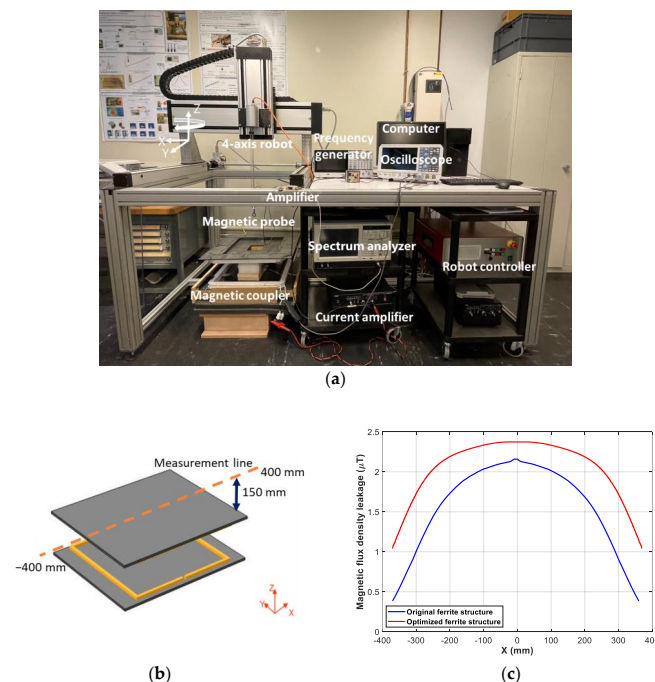 Z
X
Y
4-axis robot
Frequency
generator
Computer
Oscilloscope
Amplifier
Magnetic probe
Spectrum analyzer
Robot controller
Magnetic coupler
Current amplifier
(a)
Measurement line
400 mm
150 mm
−400 mm
Z
Y
X
(b)
Magnetic flux density leakage (μT)
2.5
2
1.5
1
0.5
0
Original ferrite structure
Optimized ferrite structure
-400 -300 -200 -100 0 100 200 300 40
X (mm)
(c)